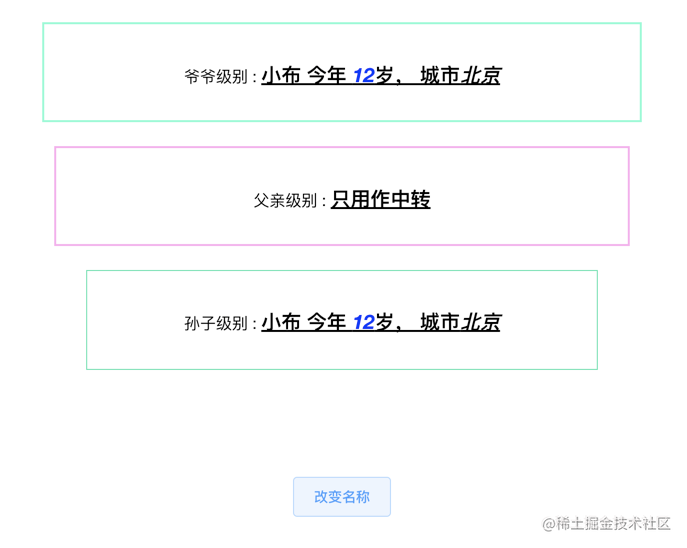 爷爷级别 : 小布 今年 12岁， 城市北京
父亲级别 : 只用作中转
孙子级别 : 小布 今年 12岁， 城市北京
改变名称
@稀土掘金技术社区